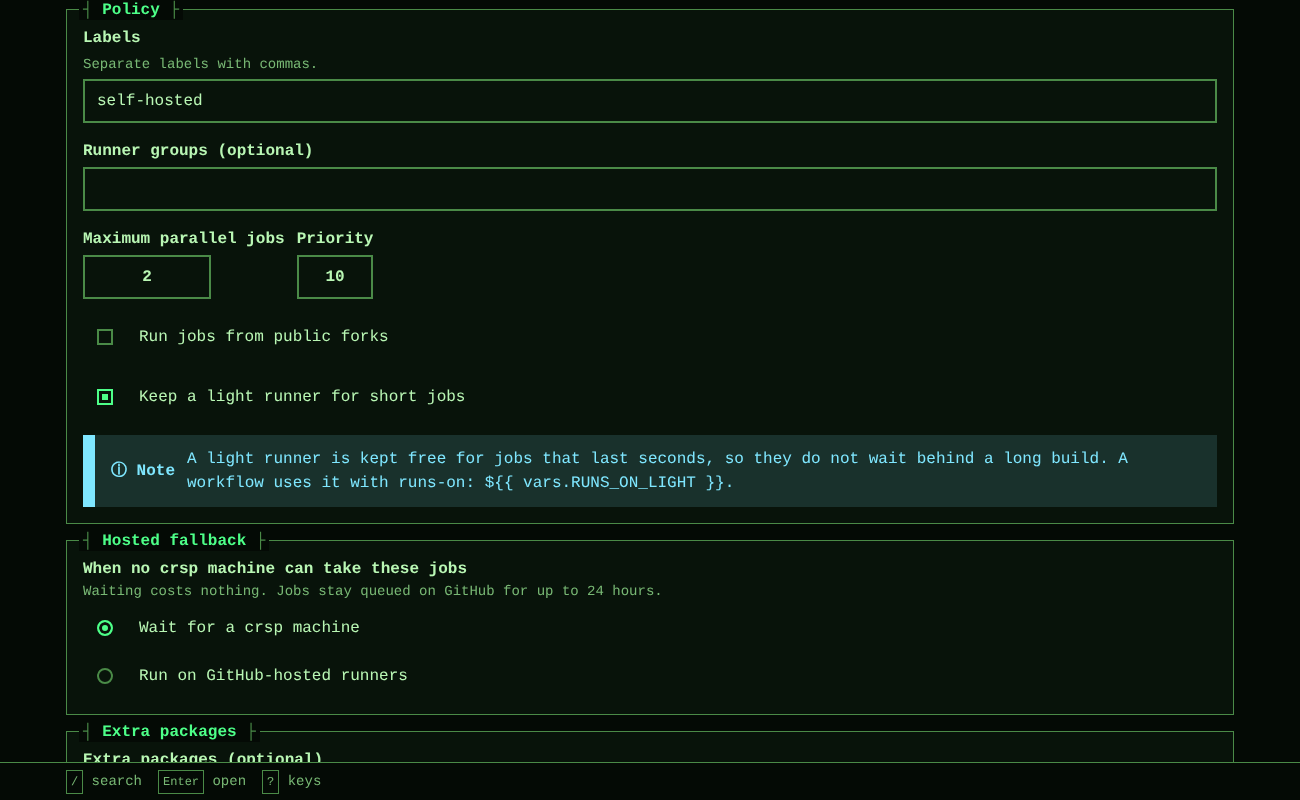 Policy
Labels
Separate labels with commas.
self-hosted
Runner groups (optional)
Maximum parallel jobs Priority
2 10
Run jobs from public forks
Keep a light runner for short jobs
ⓘ Note A light runner is kept free for jobs that last seconds, so they do not wait behind a long build. A
workflow uses it with runs-on: ${{ vars.RUNS_ON_LIGHT }}.
Hosted fallback
When no crsp machine can take these jobs
Waiting costs nothing. Jobs stay queued on GitHub for up to 24 hours.
Wait for a crsp machine
Run on GitHub-hosted runners
Extra packages
Extra packages (optional)
/ search Enter open ? keys